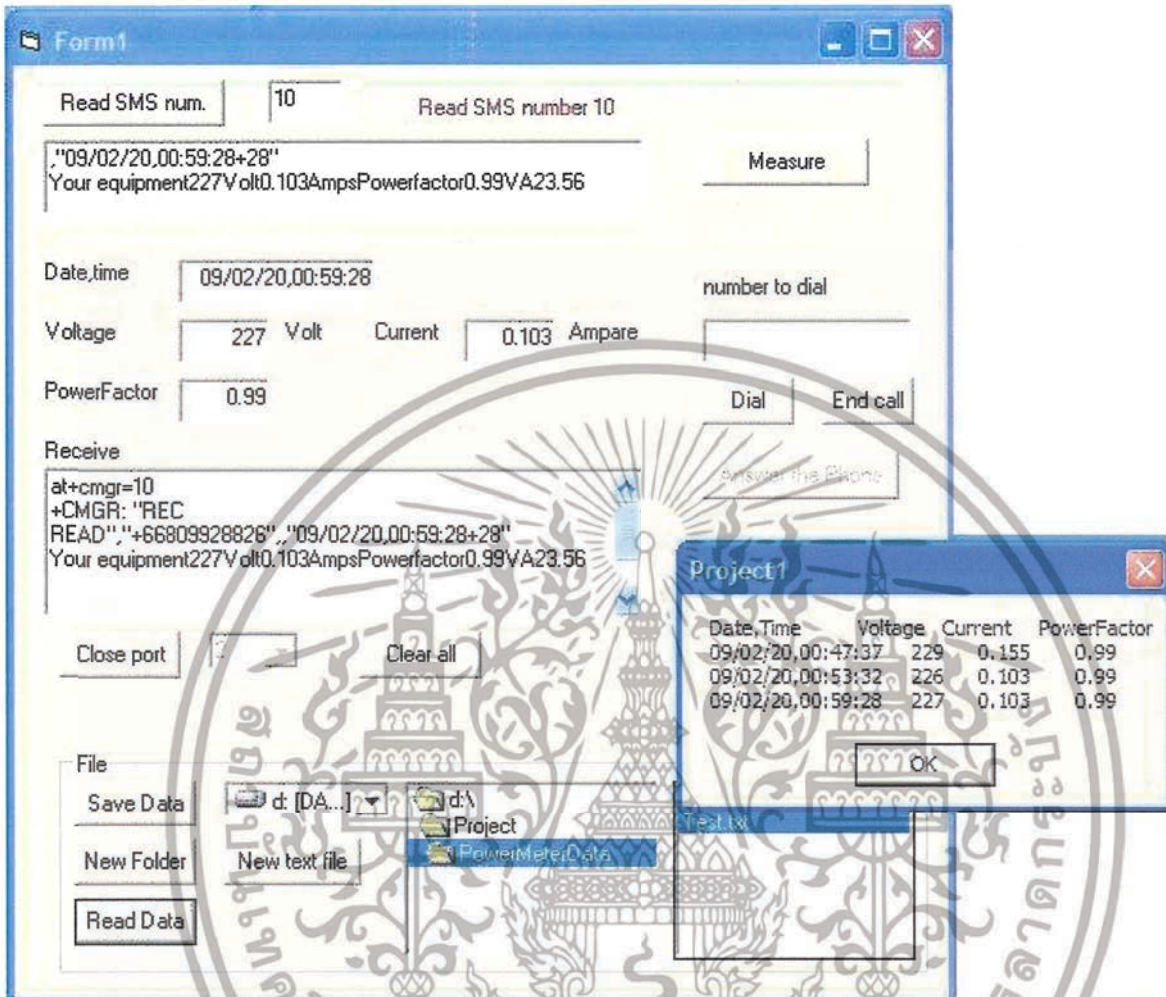 Form1
Read SMS num.
10
Read SMS number 10
,"09/02/20,00:59:28+28"
Your equipment227Volt0.103AmpsPowerfactor0.99VA23.56
Measure
Date,time
09/02/20,00:59:28
number to dial
Voltage
227
Volt
Current
0.103
Ampare
PowerFactor
0.99
Dial
End call
Receive
Answer the Phone
at+cmgr=10
+CMGR: "REC
READ","+66809928826",,"09/02/20,00:59:28+28"
Your equipment227Volt0.103AmpsPowerfactor0.99VA23.56
Close port
Clear all
Project1
Date,Time Voltage Current PowerFactor
09/02/20,00:47:37 229 0.155 0.99
09/02/20,00:53:32 226 0.103 0.99
09/02/20,00:59:28 227 0.103 0.99
OK
File
Save Data
d: [DA...]
d:\
Project
PowerMeterData
Test.txt
New Folder
New text file
Read Data